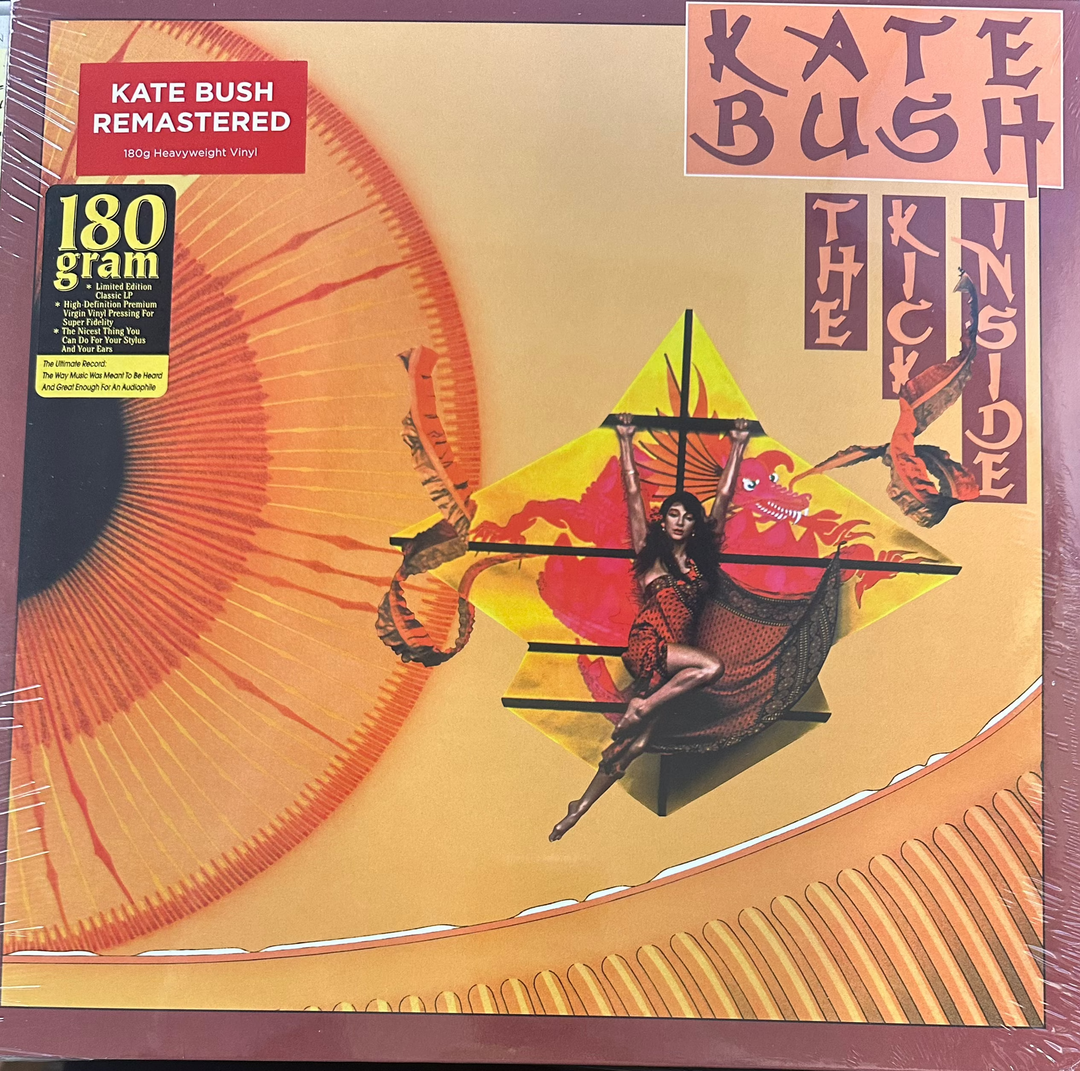 KATE
BUSH
KATE BUSH
REMASTERED
180g Heavyweight Vinyl
THE
KICK
INSIDE
180
gram
* Limited Edition
Classic LP
* High-Definition Premium
Virgin Vinyl Pressing For
Super Fidelity
* The Nicest Thing You
Can Do For Your Stylus
And Your Ears
The Ultimate Record:
The Way Music Was Meant To Be Heard
And Great Enough For An Audiophile